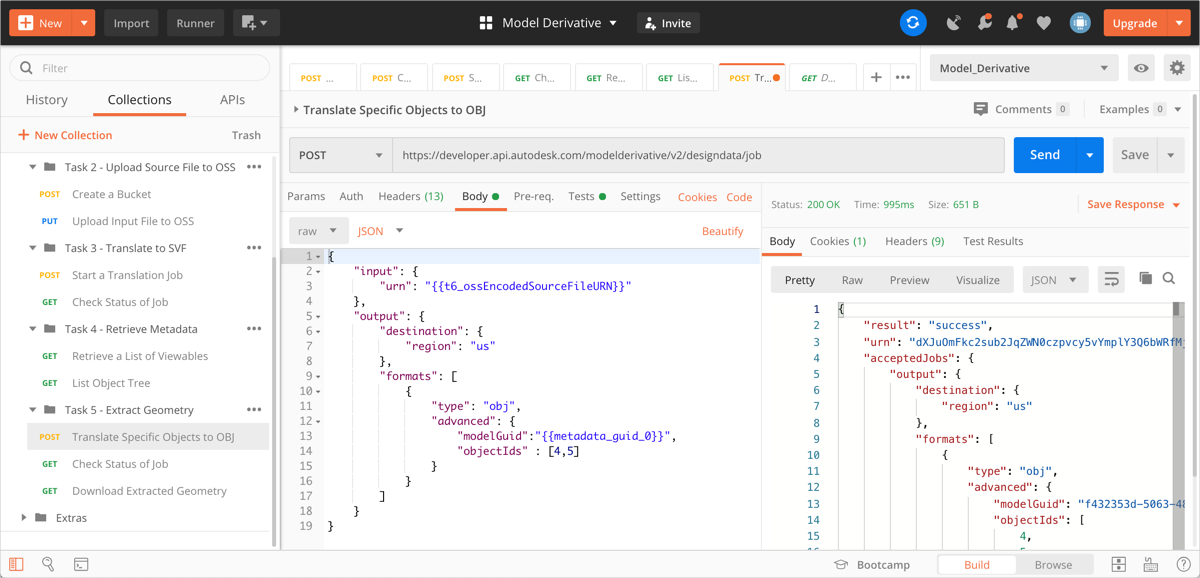 New Import Runner Model Derivative Invite Upgrade
Filter
History Collections APIs
New Collection Trash
Task 2 - Upload Source File to OSS •••
POST Create a Bucket
PUT Upload Input File to OSS
Task 3 - Translate to SVF •••
POST Start a Translation Job
GET Check Status of Job
Task 4 - Retrieve Metadata •••
GET Retrieve a List of Viewables
GET List Object Tree
Task 5 - Extract Geometry •••
POST Translate Specific Objects to OBJ
GET Check Status of Job
GET Download Extracted Geometry
Extras
POST ... POST C... POST S... GET Ch... GET Re... GET Lis... POST Tr... GET D... + ••• Model_Derivative
Translate Specific Objects to OBJ Comments 0 Examples 0
POST https://developer.api.autodesk.com/modelderivative/v2/designdata/job Send Save
Params Auth Headers (13) Body Pre-req. Tests Settings Cookies Code
raw JSON Beautify
1 {
2 "input": {
3 "urn": "{{t6_ossEncodedSourceFileURN}}"
4 },
5 "output": {
6 "destination": {
7 "region": "us"
8 },
9 "formats": [
10 {
11 "type": "obj",
12 "advanced": {
13 "modelGuid":"{{metadata_guid_0}}",
14 "objectIds" : [4,5]
15 }
16 }
17 ]
18 }
19 }
Status: 200 OK Time: 995ms Size: 651 B Save Response
Body Cookies (1) Headers (9) Test Results
Pretty Raw Preview Visualize JSON
1 {
2 "result": "success",
3 "urn": "dXJuOmFkc2sub2JqZWN0czpvcy5vYmplY3Q6bWRfM
4 "acceptedJobs": {
5 "output": {
6 "destination": {
7 "region": "us"
8 },
9 "formats": [
10 {
11 "type": "obj",
12 "advanced": {
13 "modelGuid": "f432353d-5063-48
14 "objectIds": [
15 4,
Bootcamp Build Browse